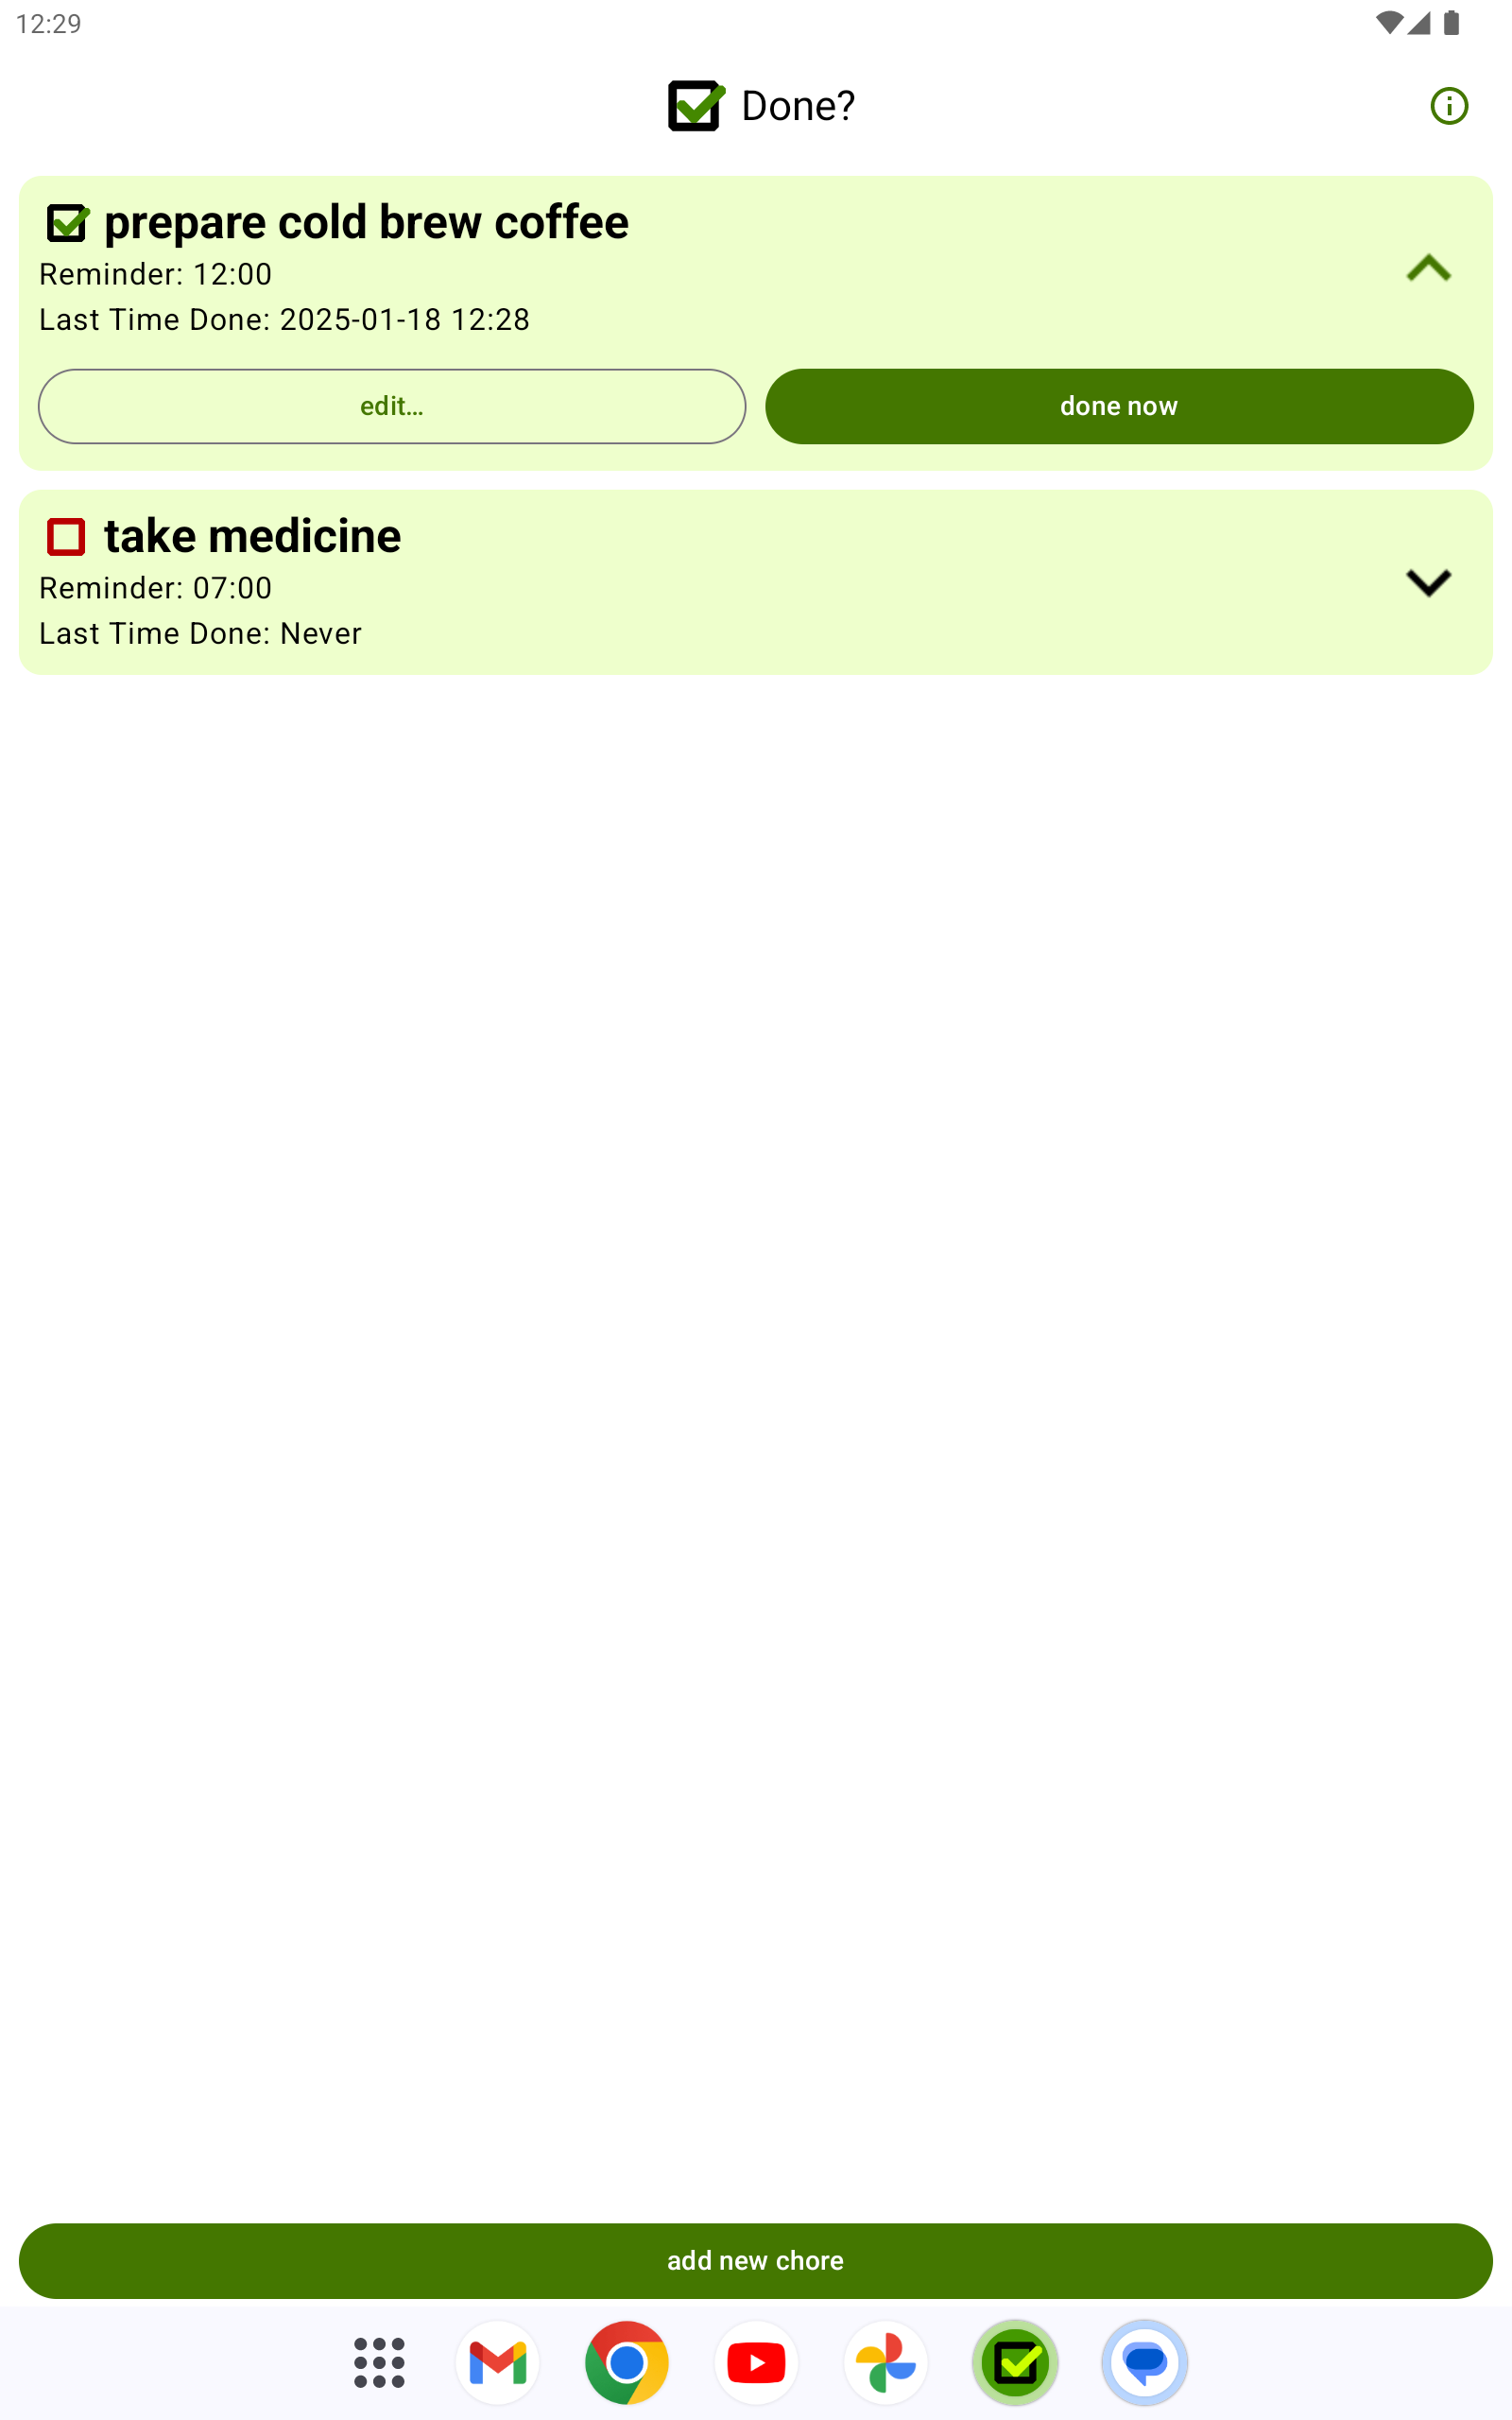 12:29
Done?
prepare cold brew coffee
Reminder: 12:00
Last Time Done: 2025-01-18 12:28
edit…
done now
take medicine
Reminder: 07:00
Last Time Done: Never
add new chore